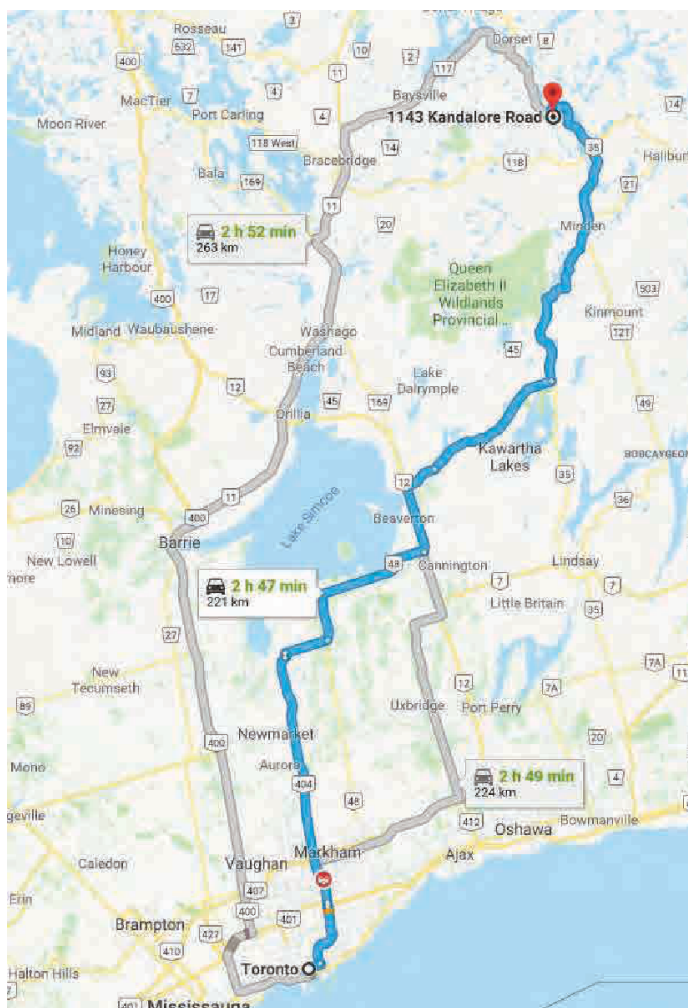 Rosseau
3
Dorset
8
532
141
10
2
400
11
117
7
4
Baysville
MacTier
Port Carling
1143 Kandalore Road
14
Moon River
118 West
4
14
35
Bracebridge
118
Bala
169
21
11
20
Minden
2 h 52 min
263 km
Honey
Harbour
Queen
Elizabeth II
Wildlands
Provincial ...
17
503
400
Kinmount
Midland
Waubaushene
Washago
121
Cumberland
Beach
45
Lake
Dalrymple
93
12
45
169
49
27
Orillia
Elmvale
92
Kawartha
Lakes
11
12
35
26
Minesing
400
36
Lake Simcoe
Beaverton
10
Barrie
New Lowell
48
Cannington
Lindsay
2 h 47 min
221 km
7
Little Britain
35
27
New
Tecumseth
12
7A
7A
89
Uxbridge
Port Perry
Newmarket
400
20
Mono
Aurora
404
2 h 49 min
224 km
4
48
412
Bowmanville
Oshawa
Caledon
Vaughan
Markham
Ajax
407
Erin
400
401
Brampton
427
Toronto
Halton Hills
Mississauga